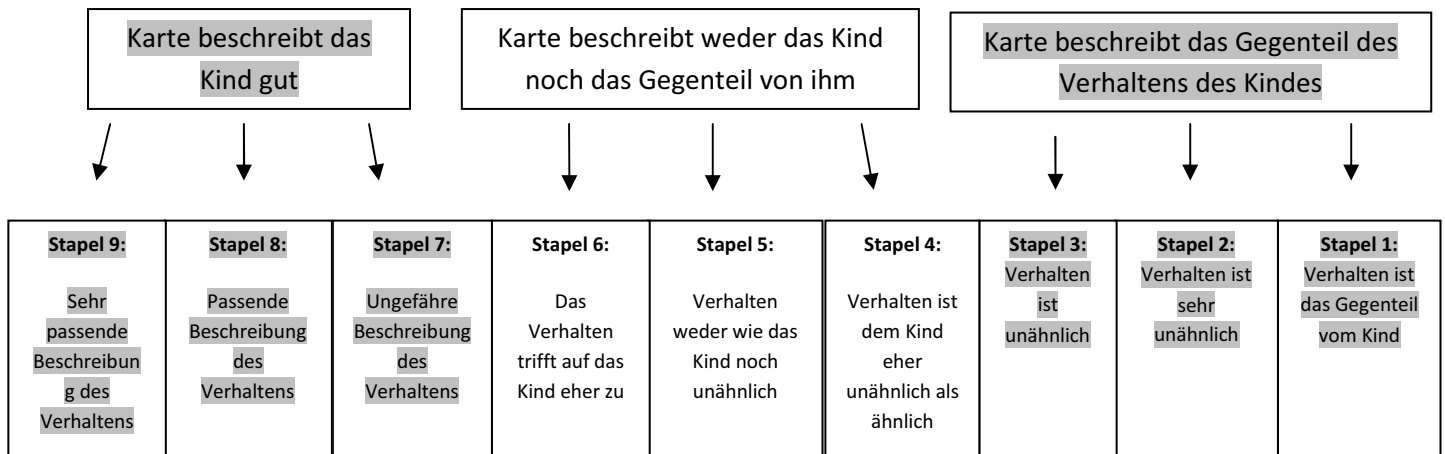 Karte beschreibt das
Kind gut
Karte beschreibt weder das Kind
noch das Gegenteil von ihm
Karte beschreibt das Gegenteil des
Verhaltens des Kindes
Stapel 9:
Sehr
passende
Beschreibun
g des
Verhaltens
Stapel 8:
Passende
Beschreibung
des
Verhaltens
Stapel 7:
Ungefähre
Beschreibung
des
Verhaltens
Stapel 6:
Das
Verhalten
trifft auf das
Kind eher zu
Stapel 5:
Verhalten
weder wie das
Kind noch
unähnlich
Stapel 4:
Verhalten ist
dem Kind
eher
unähnlich als
ähnlich
Stapel 3:
Verhalten
ist
unähnlich
Stapel 2:
Verhalten ist
sehr
unähnlich
Stapel 1:
Verhalten ist
das Gegenteil
vom Kind